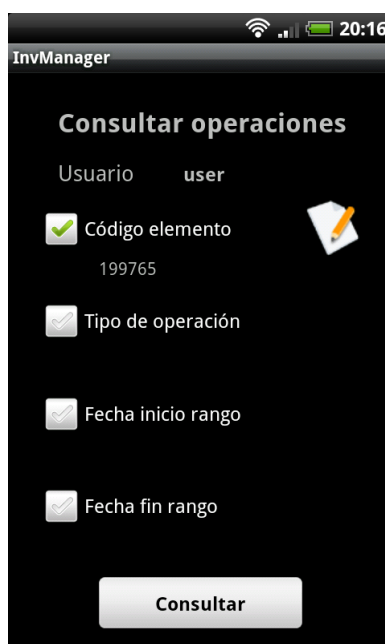 20:16
InvManager
Consultar operaciones
Usuario user
Código elemento
199765
Tipo de operación
Fecha inicio rango
Fecha fin rango
Consultar